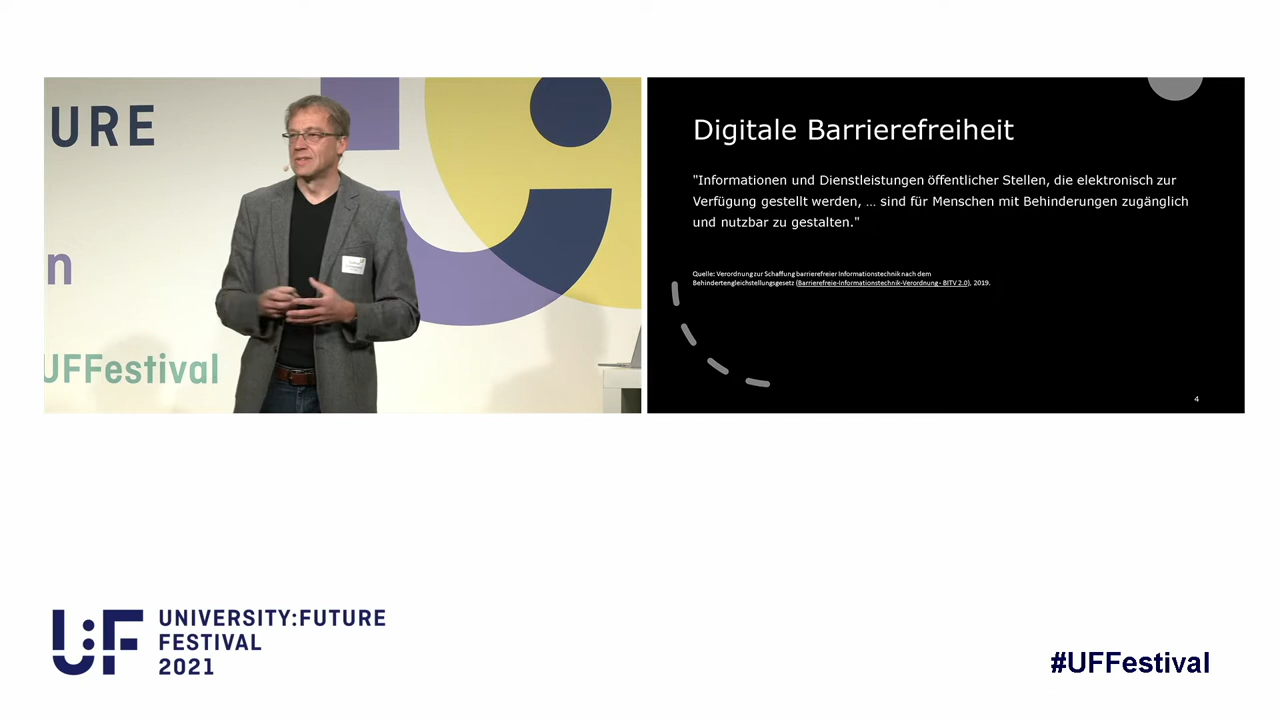 URE
n
UFFestival
Digitale Barrierefreiheit
"Informationen und Dienstleistungen öffentlicher Stellen, die elektronisch zur
Verfügung gestellt werden, … sind für Menschen mit Behinderungen zugänglich
und nutzbar zu gestalten."
Quelle: Verordnung zur Schaffung barrierefreier Informationstechnik nach dem
Behindertengleichstellungsgesetz (Barrierefreie-Informationstechnik-Verordnung - BITV 2.0), 2019.
4
U:F
UNIVERSITY:FUTURE
FESTIVAL
2021
#UFFestival